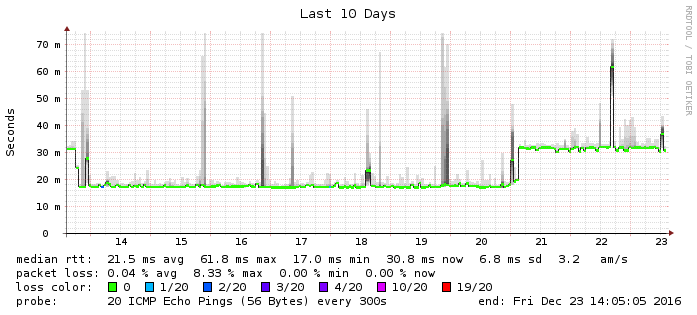 Last 10 Days
RRDTOOL / TOBI OETIKER
Seconds
70 m
60 m
50 m
40 m
30 m
20 m
10 m
0
14 15 16 17 18 19 20 21 22 23
median rtt: 21.5 ms avg 61.8 ms max 17.0 ms min 30.8 ms now 6.8 ms sd 3.2 am/s
packet loss: 0.04 % avg 8.33 % max 0.00 % min 0.00 % now
loss color: 0 1/20 2/20 3/20 4/20 10/20 19/20
probe: 20 ICMP Echo Pings (56 Bytes) every 300s end: Fri Dec 23 14:05:05 2016